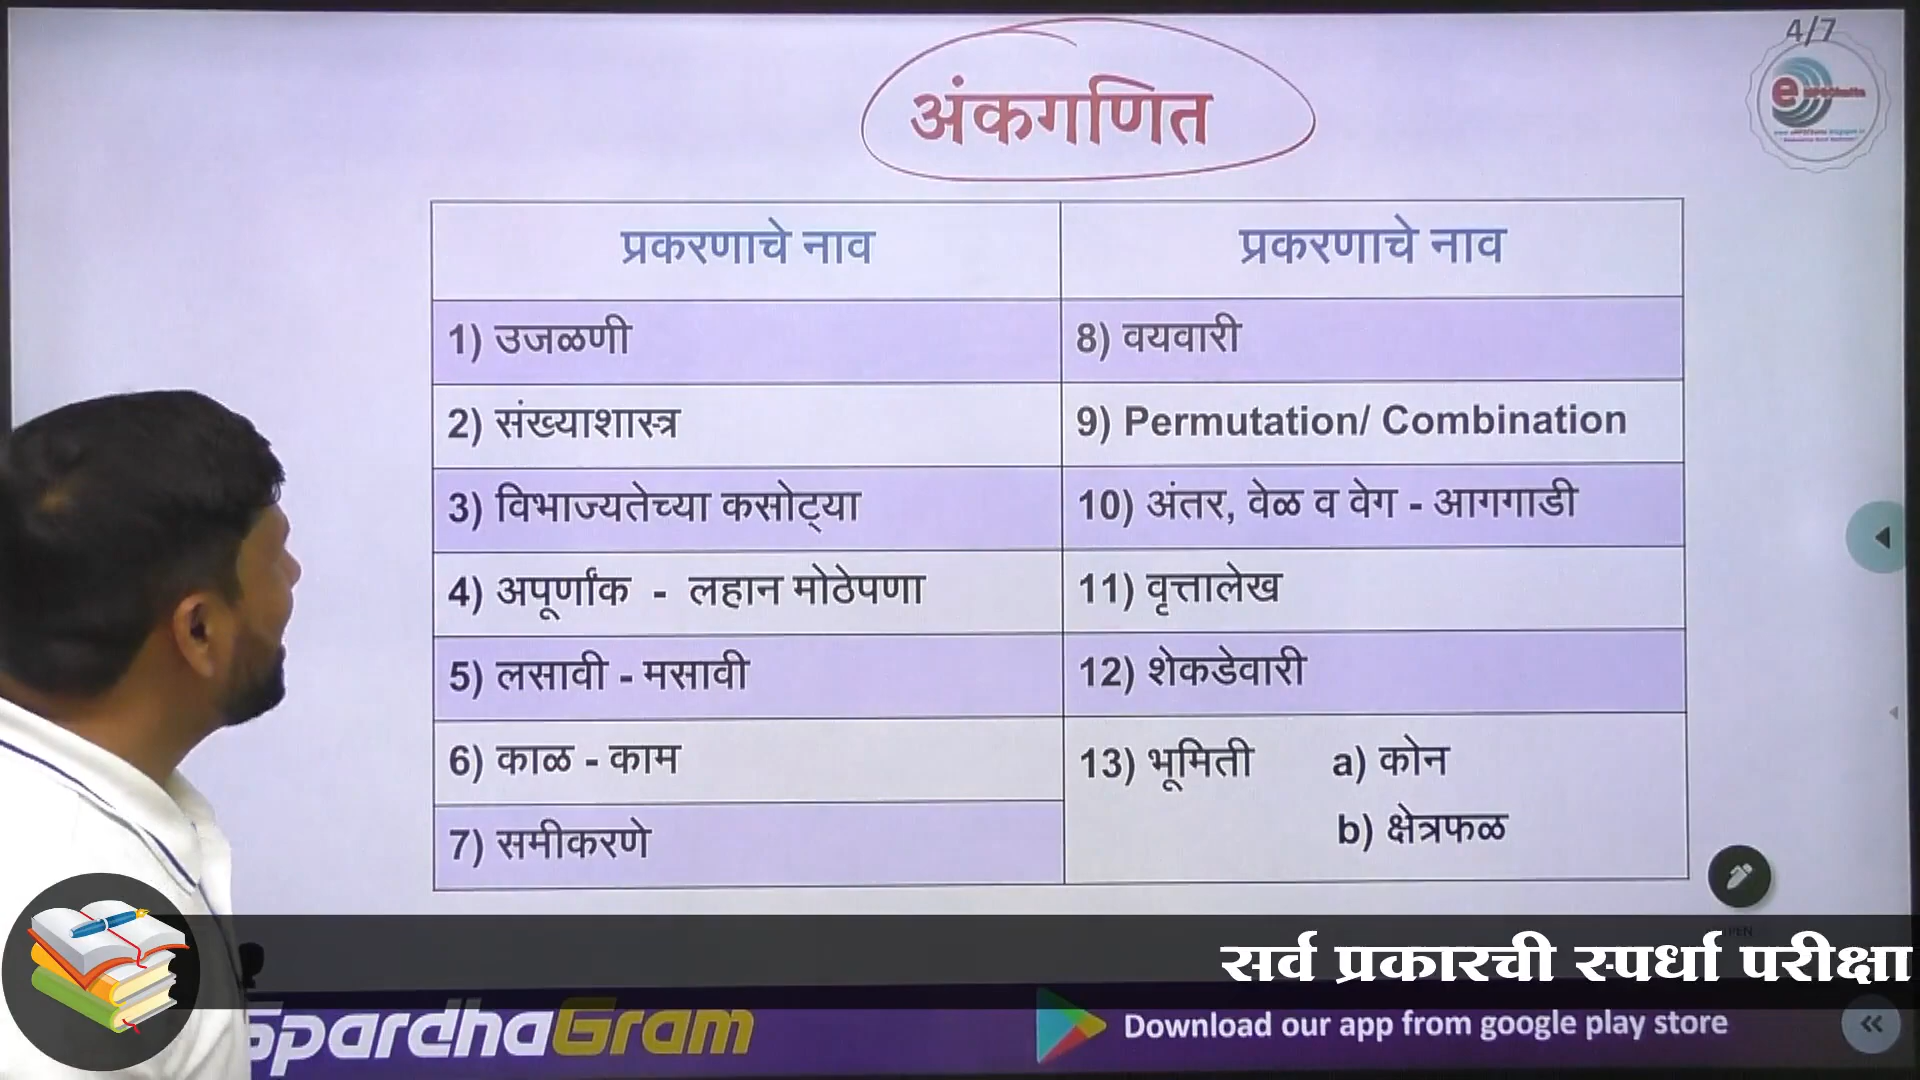 4/7
अंकगणित
प्रकरणाचे नाव
प्रकरणाचे नाव
1) उजळणी
8) वयवारी
2) संख्याशास्त्र
9) Permutation/ Combination
3) विभाज्यतेच्या कसोट्या
10) अंतर, वेळ व वेग - आगगाडी
4) अपूर्णांक - लहान मोठेपणा
11) वृत्तालेख
5) लसावी - मसावी
12) शेकडेवारी
6) काळ - काम
13) भूमिती a) कोन
b) क्षेत्रफळ
7) समीकरणे
PEN
सर्व प्रकारची स्पर्धा परीक्षा
SpardhaGram
Download our app from google play store